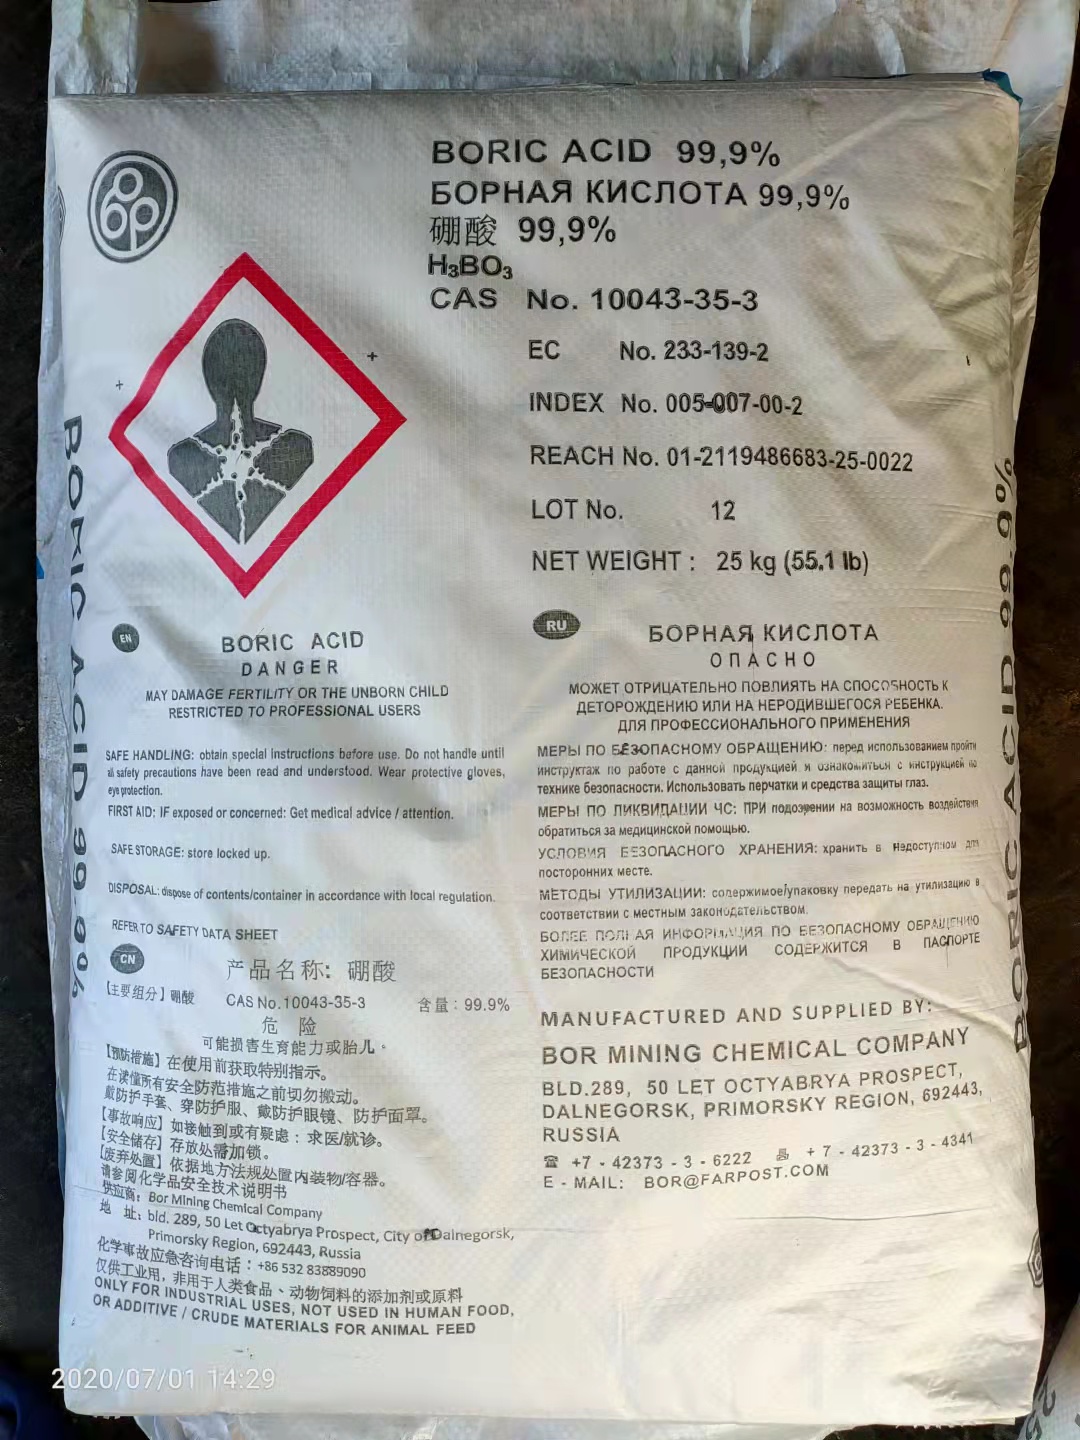 BORIC ACID 99,9%
БОРНАЯ КИСЛОТА 99,9%
硼酸 99,9%
H₃BO₃
CAS No. 10043-35-3
EC No. 233-139-2
INDEX No. 005-007-00-2
REACH No. 01-2119486683-25-0022
LOT No. 12
NET WEIGHT : 25 kg (55.1 lb)
BORIC ACID 99.9%
BORIC ACID 99.9%
EN
BORIC ACID
DANGER
MAY DAMAGE FERTILITY OR THE UNBORN CHILD
RESTRICTED TO PROFESSIONAL USERS
SAFE HANDLING: obtain special instructions before use. Do not handle until
all safety precautions have been read and understood. Wear protective gloves,
eye protection.
FIRST AID: IF exposed or concerned: Get medical advice / attention.
SAFE STORAGE: store locked up.
DISPOSAL: dispose of contents/container in accordance with local regulation.
REFER TO SAFETY DATA SHEET
RU
БОРНАЯ КИСЛОТА
ОПАСНО
МОЖЕТ ОТРИЦАТЕЛЬНО ПОВЛИЯТЬ НА СПОСОБНОСТЬ К
ДЕТОРОЖДЕНИЮ ИЛИ НА НЕРОДИВШЕГОСЯ РЕБЕНКА.
ДЛЯ ПРОФЕССИОНАЛЬНОГО ПРИМЕНЕНИЯ
МЕРЫ ПО БЕЗОПАСНОМУ ОБРАЩЕНИЮ: перед использованием пройти
инструктаж по работе с данной продукцией и ознакомиться с инструкцией по
технике безопасности. Использовать перчатки и средства защиты глаз.
МЕРЫ ПО ЛИКВИДАЦИИ ЧС: ПРИ подозрении на возможность воздействия
обратиться за медицинской помощью.
УСЛОВИЯ БЕЗОПАСНОГО ХРАНЕНИЯ: хранить в недоступном для
посторонних месте.
МЕТОДЫ УТИЛИЗАЦИИ: содержимое/упаковку передать на утилизацию в
соответствии с местным законодательством.
БОЛЕЕ ПОЛНАЯ ИНФОРМАЦИЯ ПО БЕЗОПАСНОМУ ОБРАЩЕНИЮ
ХИМИЧЕСКОЙ ПРОДУКЦИИ СОДЕРЖИТСЯ В ПАСПОРТЕ
БЕЗОПАСНОСТИ
CN
产品名称: 硼酸
【主要组分】硼酸 CAS No.10043-35-3 含量：99.9%
危 险
可能损害生育能力或胎儿。
【预防措施】在使用前获取特别指示。
在读懂所有安全防范措施之前切勿搬动。
戴防护手套、穿防护服、戴防护眼镜、防护面罩。
【事故响应】如接触到或有疑虑：求医/就诊。
【安全储存】存放处需加锁。
【废弃处置】依据地方法规处置内装物/容器。
请参阅化学品安全技术说明书
供应商：Bor Mining Chemical Company
地 址：bld. 289, 50 Let Octyabrya Prospect, City of Dalnegorsk,
Primorsky Region, 692443, Russia
化学事故应急咨询电话：+86 532 83889090
仅供工业用，非用于人类食品、动物饲料的添加剂或原料
ONLY FOR INDUSTRIAL USES, NOT USED IN HUMAN FOOD,
OR ADDITIVE / CRUDE MATERIALS FOR ANIMAL FEED
MANUFACTURED AND SUPPLIED BY:
BOR MINING CHEMICAL COMPANY
BLD.289, 50 LET OCTYABRYA PROSPECT,
DALNEGORSK, PRIMORSKY REGION, 692443,
RUSSIA
☎ +7 - 42373 - 3 - 6222 +7 - 42373 - 3 - 4341
E - MAIL: BOR@FARPOST.COM
2020/07/01 14:29